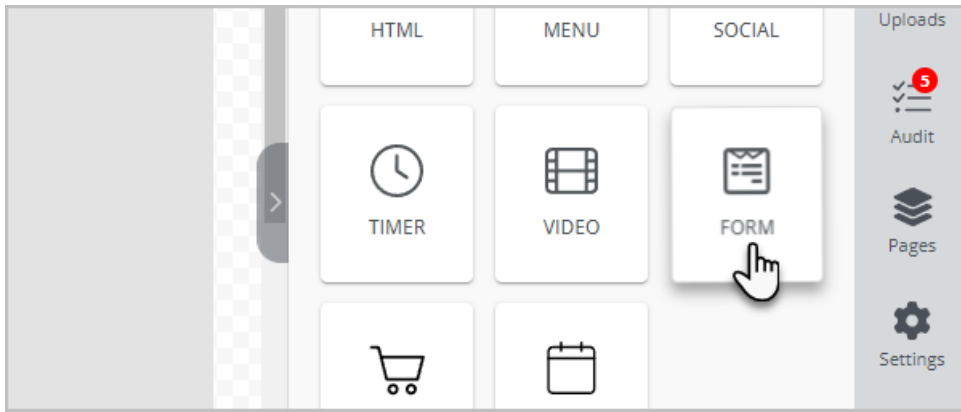 HTML
MENU
SOCIAL
Uploads
5
Audit
TIMER
VIDEO
FORM
Pages
Settings